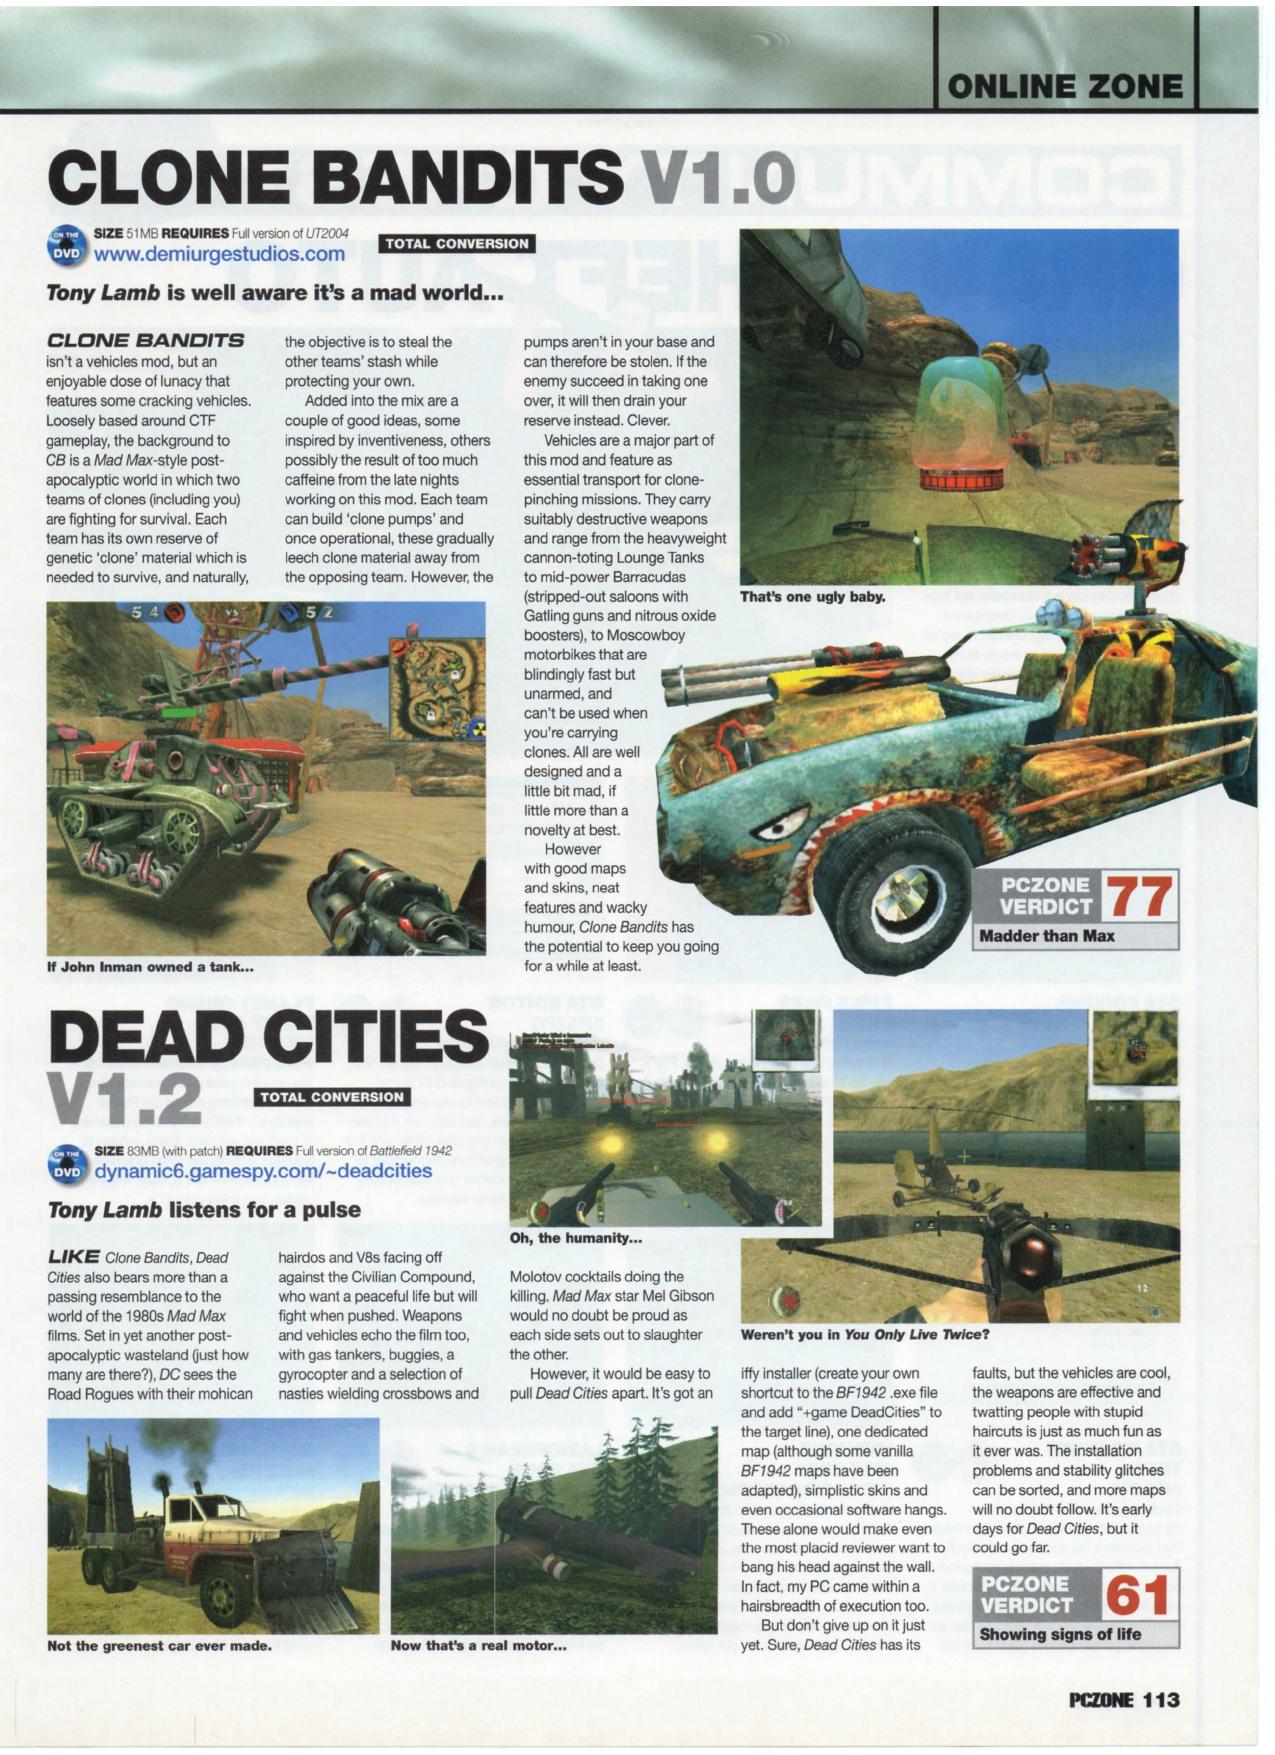 ONLINE ZONE
CLONE BANDITS V1.0
ON THE
DVD
SIZE 51MB REQUIRES Full version of UT2004
www.demiurgestudios.com
TOTAL CONVERSION
Tony Lamb is well aware it's a mad world...
CLONE BANDITS
isn't a vehicles mod, but an
enjoyable dose of lunacy that
features some cracking vehicles.
Loosely based around CTF
gameplay, the background to
CB is a Mad Max-style post-
apocalyptic world in which two
teams of clones (including you)
are fighting for survival. Each
team has its own reserve of
genetic 'clone' material which is
needed to survive, and naturally,
the objective is to steal the
other teams' stash while
protecting your own.
Added into the mix are a
couple of good ideas, some
inspired by inventiveness, others
possibly the result of too much
caffeine from the late nights
working on this mod. Each team
can build 'clone pumps' and
once operational, these gradually
leech clone material away from
the opposing team. However, the
pumps aren't in your base and
can therefore be stolen. If the
enemy succeed in taking one
over, it will then drain your
reserve instead. Clever.
Vehicles are a major part of
this mod and feature as
essential transport for clone-
pinching missions. They carry
suitably destructive weapons
and range from the heavyweight
cannon-toting Lounge Tanks
to mid-power Barracudas
(stripped-out saloons with
Gatling guns and nitrous oxide
boosters), to Moscowboy
motorbikes that are
blindingly fast but
unarmed, and
can't be used when
you're carrying
clones. All are well
designed and a
little bit mad, if
little more than a
novelty at best.
However
with good maps
and skins, neat
features and wacky
humour, Clone Bandits has
the potential to keep you going
for a while at least.
That's one ugly baby.
54 VS 52
If John Inman owned a tank...
PCZONE
VERDICT 77
Madder than Max
DEAD CITIES
V1.2
TOTAL CONVERSION
ON THE
DVD
SIZE 83MB (with patch) REQUIRES Full version of Battlefield 1942
dynamic6.gamespy.com/~deadcities
Tony Lamb listens for a pulse
LIKE Clone Bandits, Dead
Cities also bears more than a
passing resemblance to the
world of the 1980s Mad Max
films. Set in yet another post-
apocalyptic wasteland (just how
many are there?), DC sees the
Road Rogues with their mohican
hairdos and V8s facing off
against the Civilian Compound,
who want a peaceful life but will
fight when pushed. Weapons
and vehicles echo the film too,
with gas tankers, buggies, a
gyrocopter and a selection of
nasties wielding crossbows and
Oh, the humanity...
Molotov cocktails doing the
killing. Mad Max star Mel Gibson
would no doubt be proud as
each side sets out to slaughter
the other.
However, it would be easy to
pull Dead Cities apart. It's got an
12
Weren't you in You Only Live Twice?
iffy installer (create your own
shortcut to the BF1942 .exe file
and add "+game DeadCities" to
the target line), one dedicated
map (although some vanilla
BF1942 maps have been
adapted), simplistic skins and
even occasional software hangs.
These alone would make even
the most placid reviewer want to
bang his head against the wall.
In fact, my PC came within a
hairsbreadth of execution too.
But don't give up on it just
yet. Sure, Dead Cities has its
faults, but the vehicles are cool,
the weapons are effective and
twatting people with stupid
haircuts is just as much fun as
it ever was. The installation
problems and stability glitches
can be sorted, and more maps
will no doubt follow. It's early
days for Dead Cities, but it
could go far.
Not the greenest car ever made.
Now that's a real motor...
PCZONE
VERDICT 61
Showing signs of life
PCZONE 113